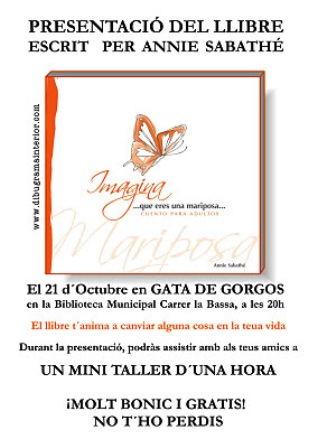 PRESENTACIÓ DEL LLIBRE
ESCRIT PER ANNIE SABATHÉ
www.dibugramainterior.com
Imagina
...que eres una mariposa...
CUENTO PARA ADULTOS
Mariposa
Annie Sabathé
El 21 d´Octubre en GATA DE GORGOS
en la Biblioteca Municipal Carrer la Bassa, a les 20h
El llibre t´anima a canviar alguna cosa en la teua vida
Durant la presentació, podràs assistir amb als teus amics a
UN MINI TALLER D´UNA HORA
¡MOLT BONIC I GRATIS!
NO T´HO PERDIS